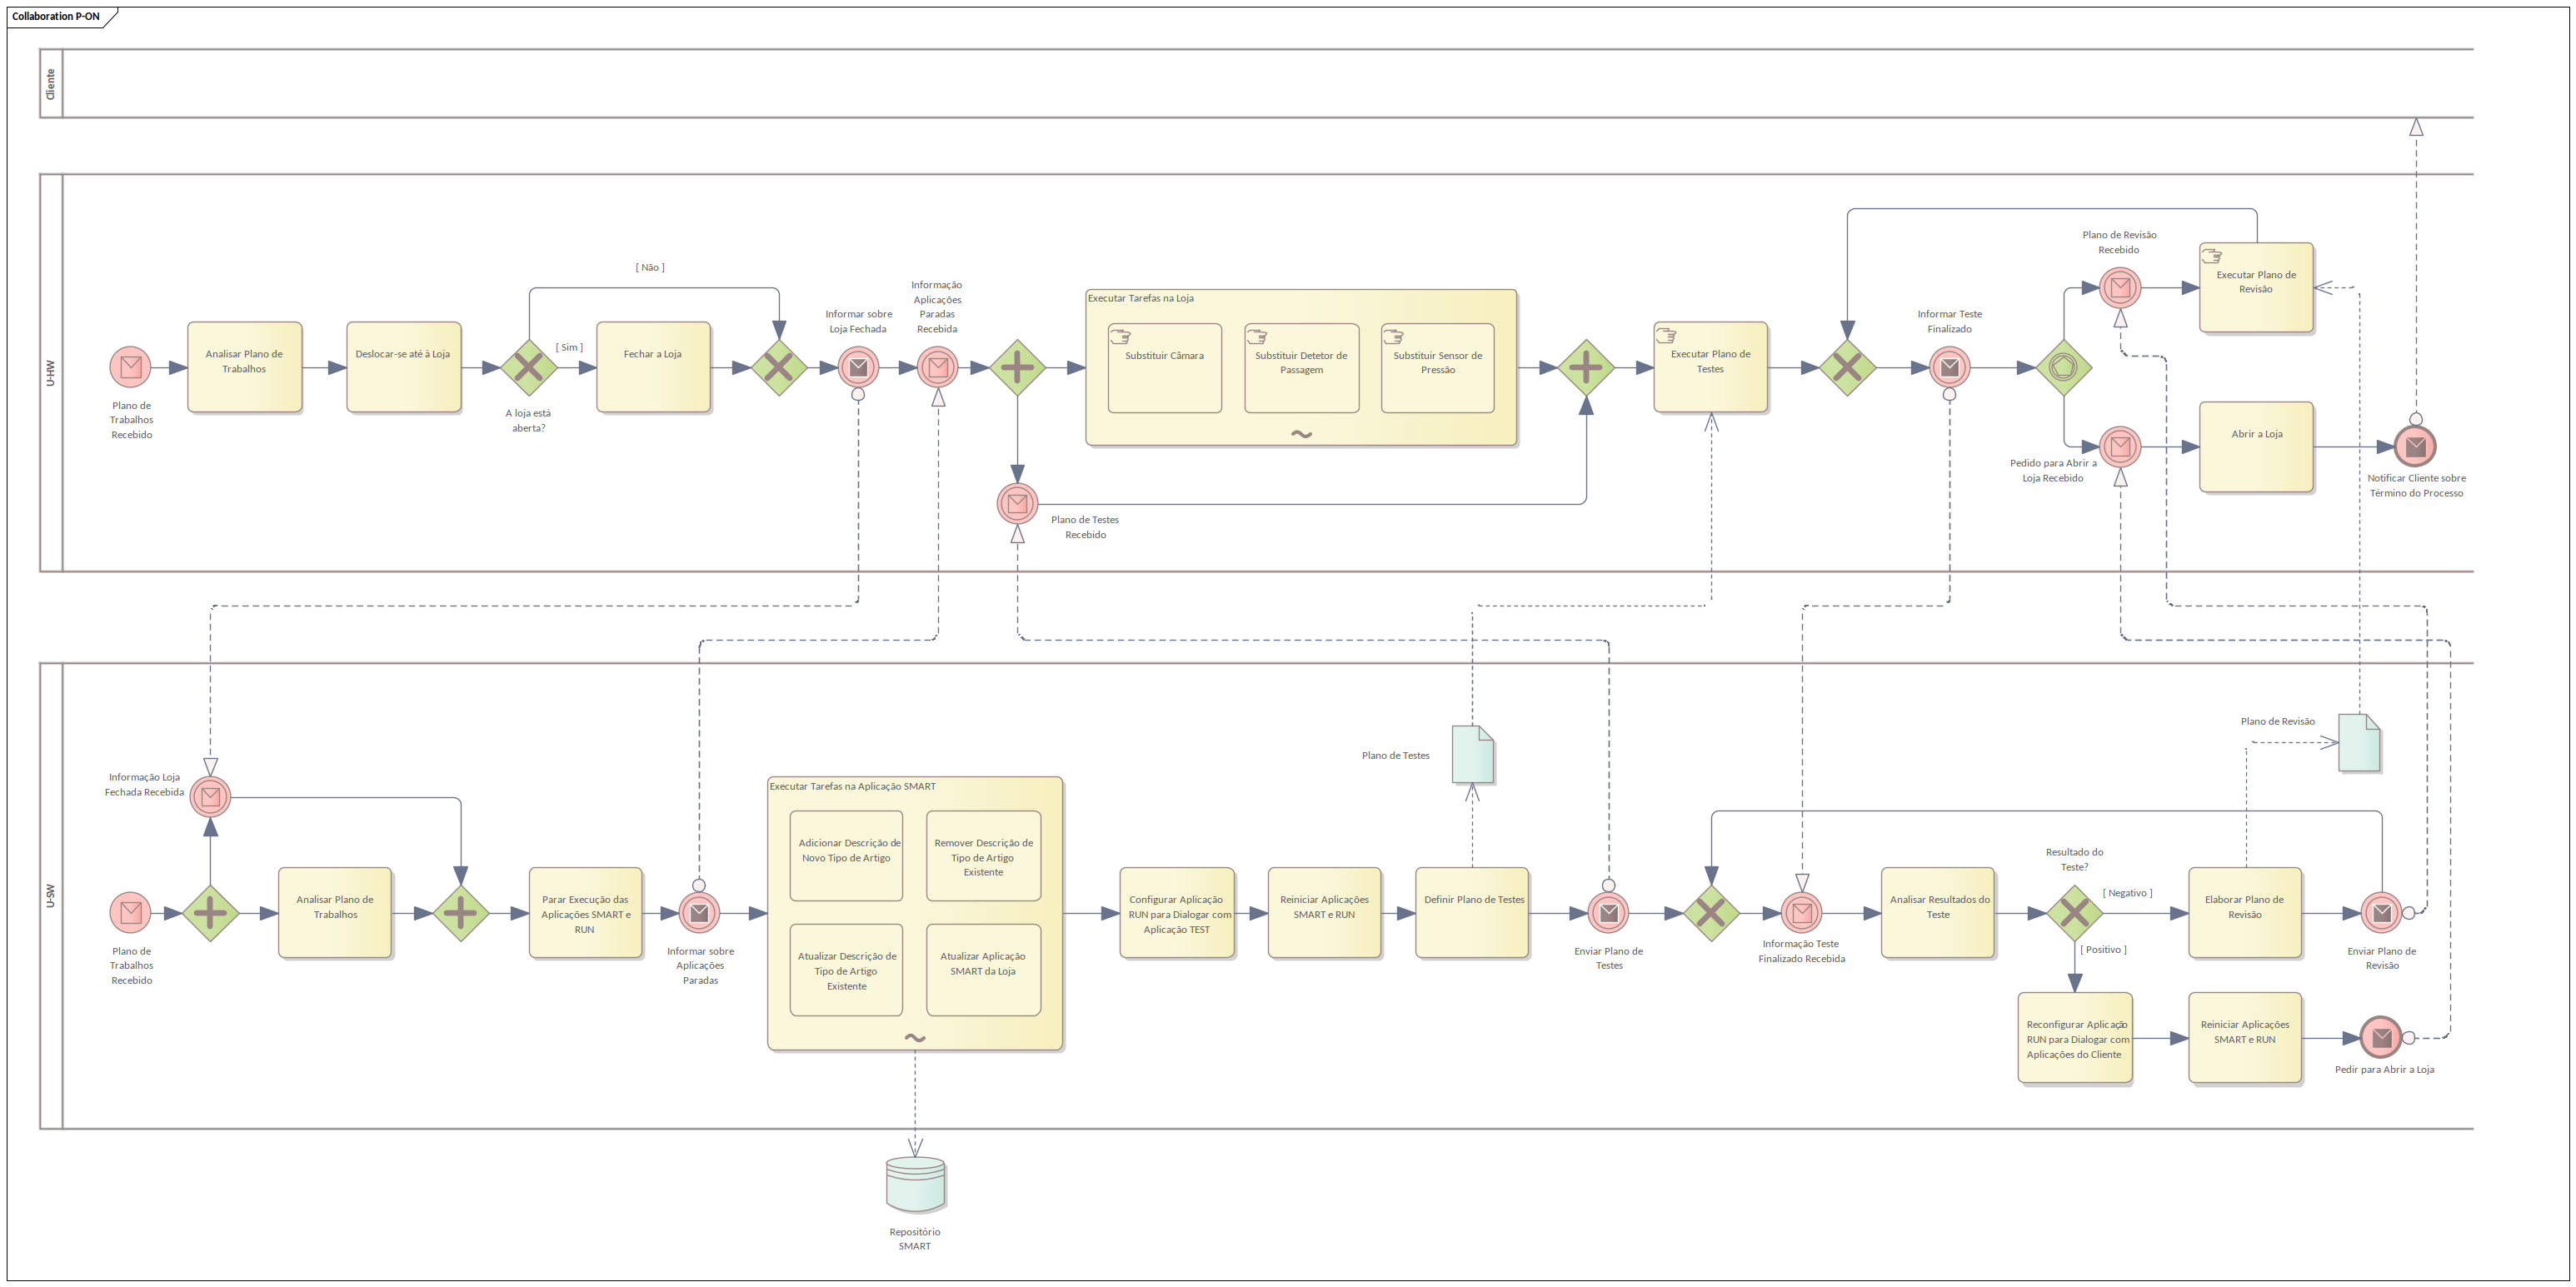 Collaboration P-ON
Cliente
U-HW
Plano de
Trabalhos
Recebido
Analisar Plano de
Trabalhos
Deslocar-se até à Loja
A loja está
aberta?
[ Não ]
[ Sim ]
Fechar a Loja
Informar sobre
Loja Fechada
Informação
Aplicações
Paradas
Recebida
Executar Tarefas na Loja
Substituir Câmara
Substituir Detetor de
Passagem
Substituir Sensor de
Pressão
Plano de Testes
Recebido
Executar Plano de
Testes
Informar Teste
Finalizado
Plano de Revisão
Recebido
Executar Plano de
Revisão
Pedido para Abrir a
Loja Recebido
Abrir a Loja
Notificar Cliente sobre
Término do Processo
U-SW
Informação Loja
Fechada Recebida
Plano de
Trabalhos
Recebido
Analisar Plano de
Trabalhos
Parar Execução das
Aplicações SMART e
RUN
Informar sobre
Aplicações
Paradas
Executar Tarefas na Aplicação SMART
Adicionar Descrição de
Novo Tipo de Artigo
Remover Descrição de
Tipo de Artigo
Existente
Atualizar Descrição de
Tipo de Artigo
Existente
Atualizar Aplicação
SMART da Loja
Configurar Aplicação
RUN para Dialogar com
Aplicação TEST
Reiniciar Aplicações
SMART e RUN
Definir Plano de Testes
Plano de Testes
Enviar Plano de
Testes
Informação Teste
Finalizado Recebida
Analisar Resultados do
Teste
Resultado do
Teste?
[ Negativo ]
[ Positivo ]
Elaborar Plano de
Revisão
Plano de Revisão
Enviar Plano de
Revisão
Reconfigurar Aplicação
RUN para Dialogar com
Aplicações do Cliente
Reiniciar Aplicações
SMART e RUN
Pedir para Abrir a Loja
Repositório
SMART